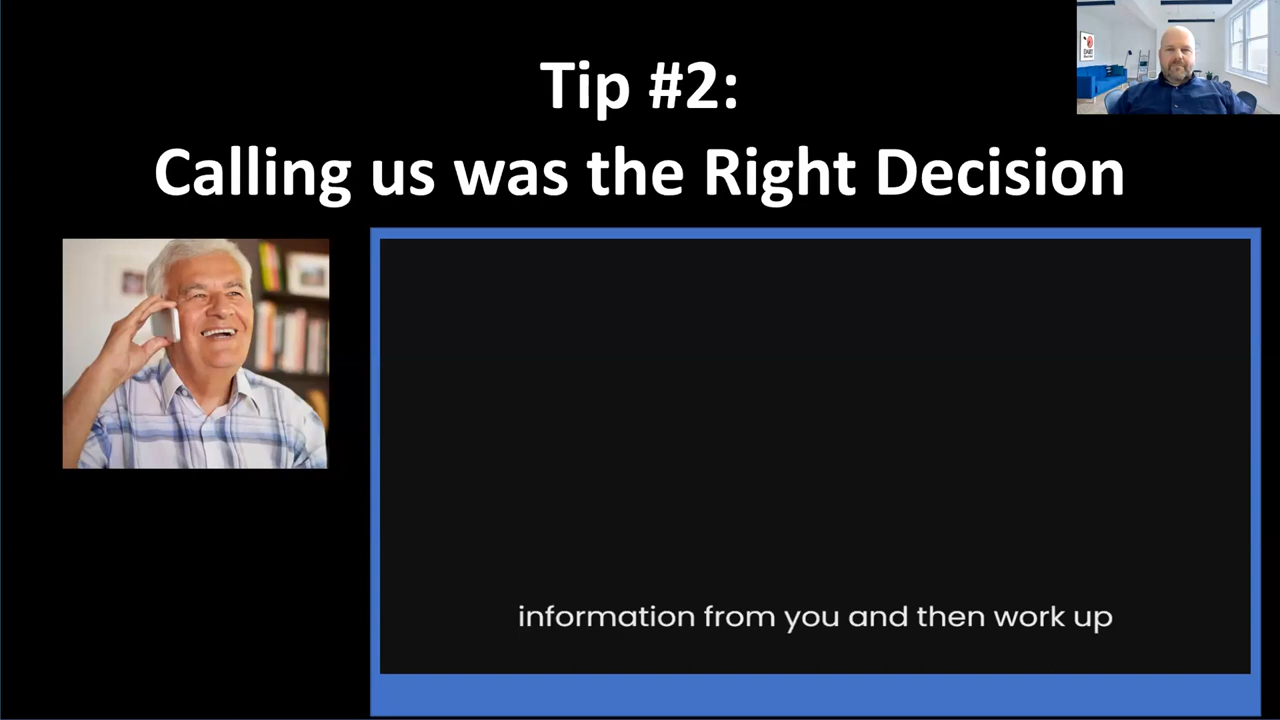 Tip #2:
Calling us was the Right Decision
information from you and then work up